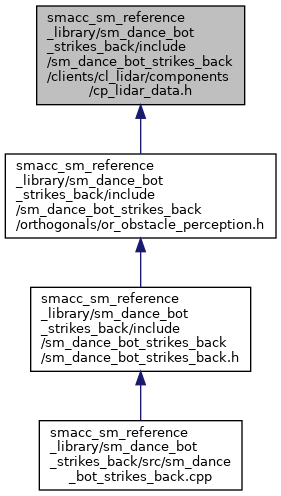 smacc_sm_reference
_library/sm_dance_bot
_strikes_back/include
/sm_dance_bot_strikes_back
/clients/cl_lidar/components
/cp_lidar_data.h
smacc_sm_reference
_library/sm_dance_bot
_strikes_back/include
/sm_dance_bot_strikes_back
/orthogonals/or_obstacle_perception.h
smacc_sm_reference
_library/sm_dance_bot
_strikes_back/include
/sm_dance_bot_strikes_back
/sm_dance_bot_strikes_back.h
smacc_sm_reference
_library/sm_dance_bot
_strikes_back/src/sm_dance
_bot_strikes_back.cpp